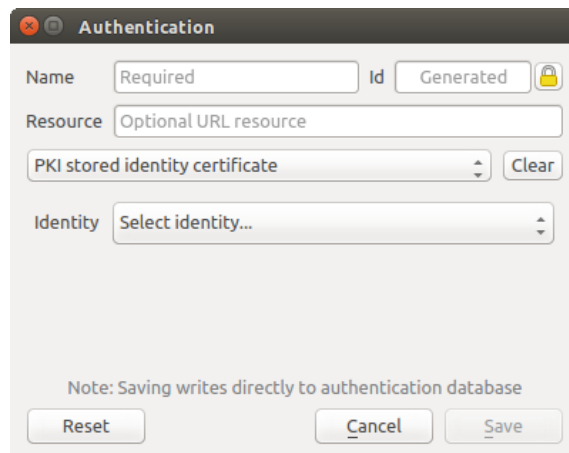 Authentication
Name Required Id Generated
Resource Optional URL resource
PKI stored identity certificate Clear
Identity Select identity...
Note: Saving writes directly to authentication database
Reset Cancel Save